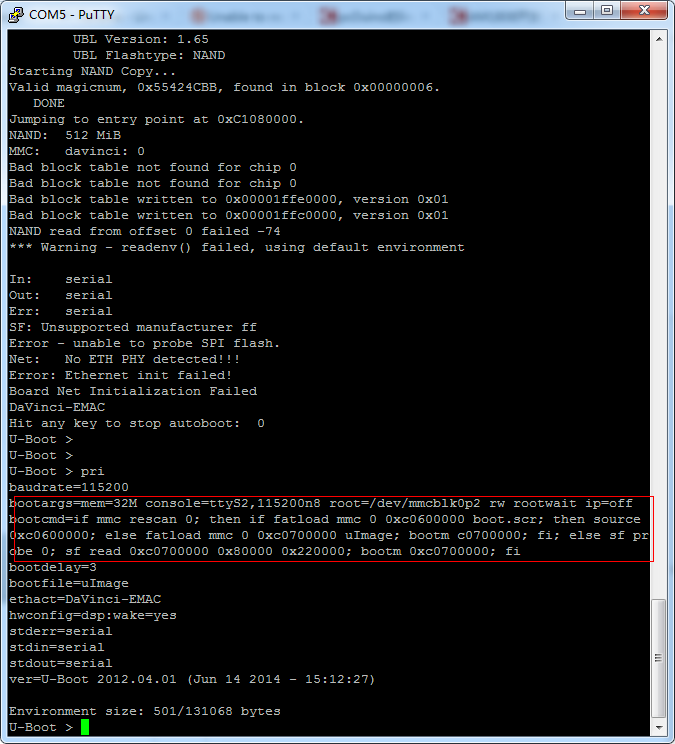 COM5 - PuTTY
UBL Version: 1.65
UBL Flashtype: NAND
Starting NAND Copy...
Valid magicnum, 0x55424CBB, found in block 0x00000006.
DONE
Jumping to entry point at 0xC1080000.
NAND:  512 MiB
MMC:   davinci: 0
Bad block table not found for chip 0
Bad block table not found for chip 0
Bad block table written to 0x00001ffe0000, version 0x01
Bad block table written to 0x00001ffc0000, version 0x01
NAND read from offset 0 failed -74
*** Warning - readenv() failed, using default environment
In:    serial
Out:   serial
Err:   serial
SF: Unsupported manufacturer ff
Error - unable to probe SPI flash.
Net:   No ETH PHY detected!!!
Error: Ethernet init failed!
Board Net Initialization Failed
DaVinci-EMAC
Hit any key to stop autoboot:  0
U-Boot >
U-Boot >
U-Boot > pri
baudrate=115200
bootargs=mem=32M console=ttyS2,115200n8 root=/dev/mmcblk0p2 rw rootwait ip=off
bootcmd=if mmc rescan 0; then if fatload mmc 0 0xc0600000 boot.scr; then source
0xc0600000; else fatload mmc 0 0xc0700000 uImage; bootm c0700000; fi; else sf pr
obe 0; sf read 0xc0700000 0x80000 0x220000; bootm 0xc0700000; fi
bootdelay=3
bootfile=uImage
ethact=DaVinci-EMAC
hwconfig=dsp:wake=yes
stderr=serial
stdin=serial
stdout=serial
ver=U-Boot 2012.04.01 (Jun 14 2014 - 15:12:27)
Environment size: 501/131068 bytes
U-Boot >